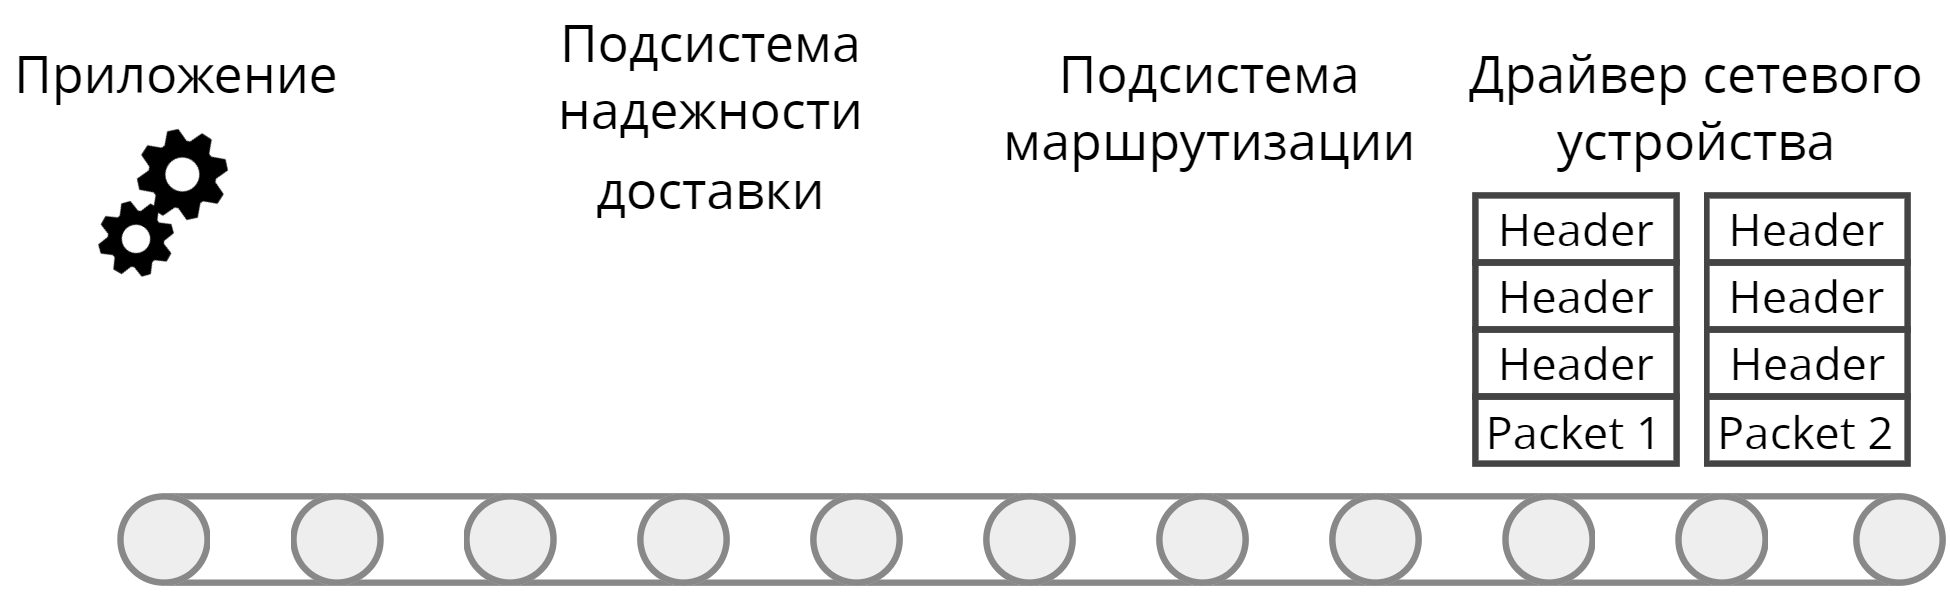 Приложение
Подсистема
надежности
доставки
Подсистема
маршрутизации
Драйвер сетевого
устройства
Header
Header
Header
Packet 1
Header
Header
Header
Packet 2